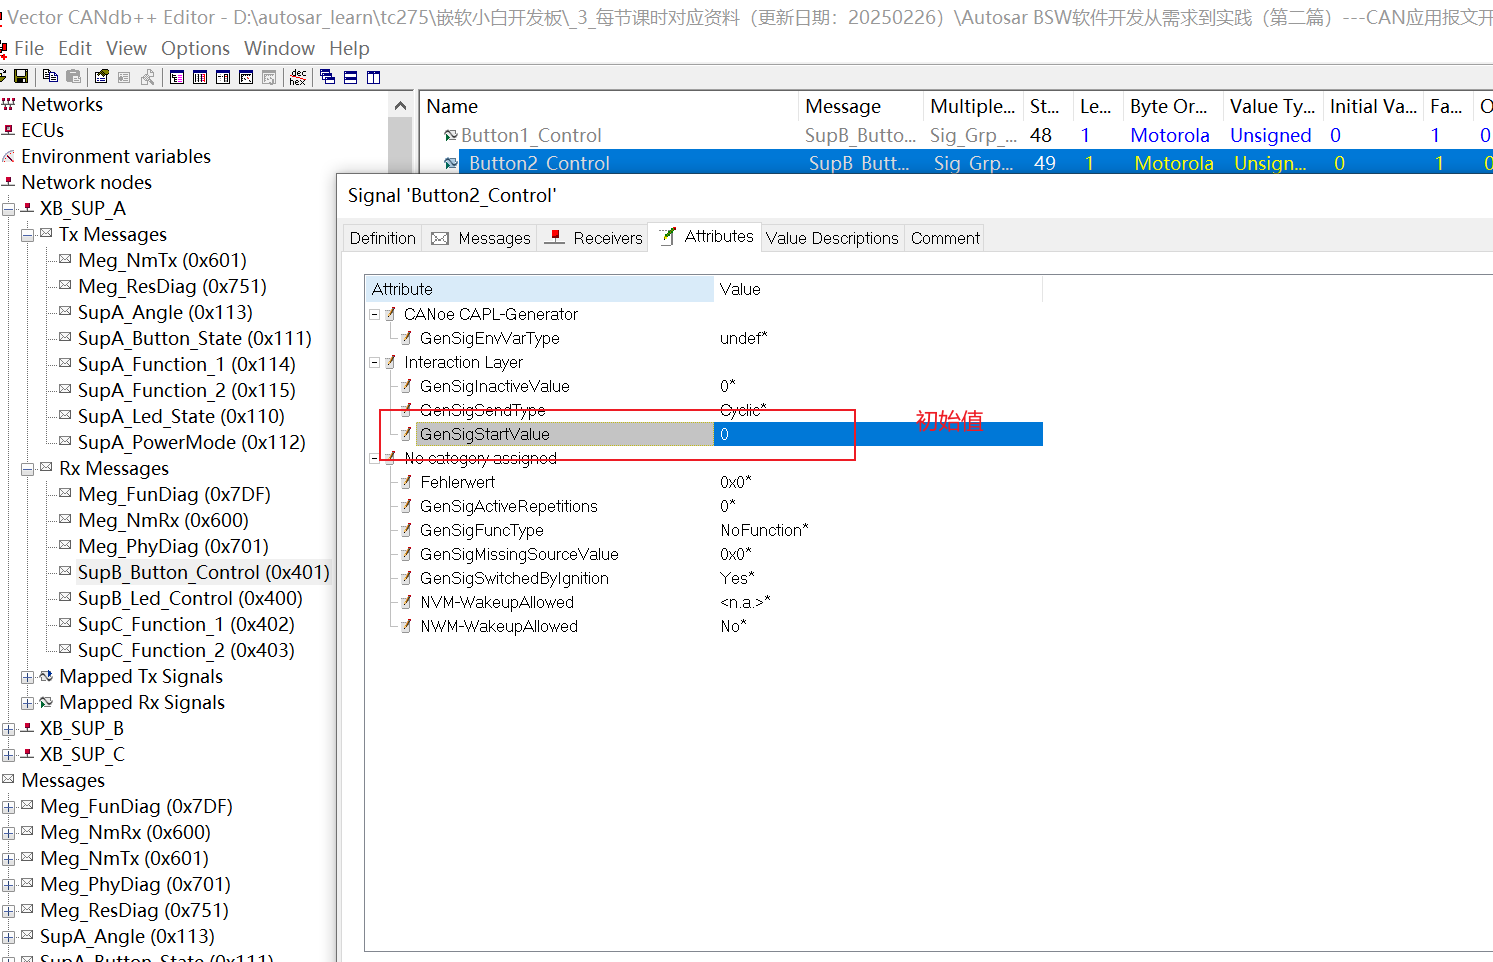 Vector CANdb++ Editor - D:\autosar_learn\tc275\嵌软小白开发板\_3_每节课时对应资料（更新日期：20250226）\Autosar BSW软件开发从需求到实践（第二篇）---CAN应用报文开
File Edit View Options Window Help
Networks
ECUs
Environment variables
Network nodes
XB_SUP_A
Tx Messages
Meg_NmTx (0x601)
Meg_ResDiag (0x751)
SupA_Angle (0x113)
SupA_Button_State (0x111)
SupA_Function_1 (0x114)
SupA_Function_2 (0x115)
SupA_Led_State (0x110)
SupA_PowerMode (0x112)
Rx Messages
Meg_FunDiag (0x7DF)
Meg_NmRx (0x600)
Meg_PhyDiag (0x701)
SupB_Button_Control (0x401)
SupB_Led_Control (0x400)
SupC_Function_1 (0x402)
SupC_Function_2 (0x403)
Mapped Tx Signals
Mapped Rx Signals
XB_SUP_B
XB_SUP_C
Messages
Meg_FunDiag (0x7DF)
Meg_NmRx (0x600)
Meg_NmTx (0x601)
Meg_PhyDiag (0x701)
Meg_ResDiag (0x751)
SupA_Angle (0x113)
SupA_Button_State (0x111)
Name Message Multiple... St... Le... Byte Or... Value Ty... Initial Va... Fa... O
Button1_Control SupB_Butto... Sig_Grp_... 48 1 Motorola Unsigned 0 1 0
Button2_Control SupB_Butt... Sig_Grp... 49 1 Motorola Unsign... 0 1 0
Signal 'Button2_Control'
Definition Messages Receivers Attributes Value Descriptions Comment
Attribute Value
CANoe CAPL-Generator
GenSigEnvVarType undef*
Interaction Layer
GenSigInactiveValue 0*
GenSigSendType Cyclic*
GenSigStartValue 0
初始值
No category assigned
Fehlerwert 0x0*
GenSigActiveRepetitions 0*
GenSigFuncType NoFunction*
GenSigMissingSourceValue 0x0*
GenSigSwitchedByIgnition Yes*
NVM-WakeupAllowed <n.a.>*
NWM-WakeupAllowed No*